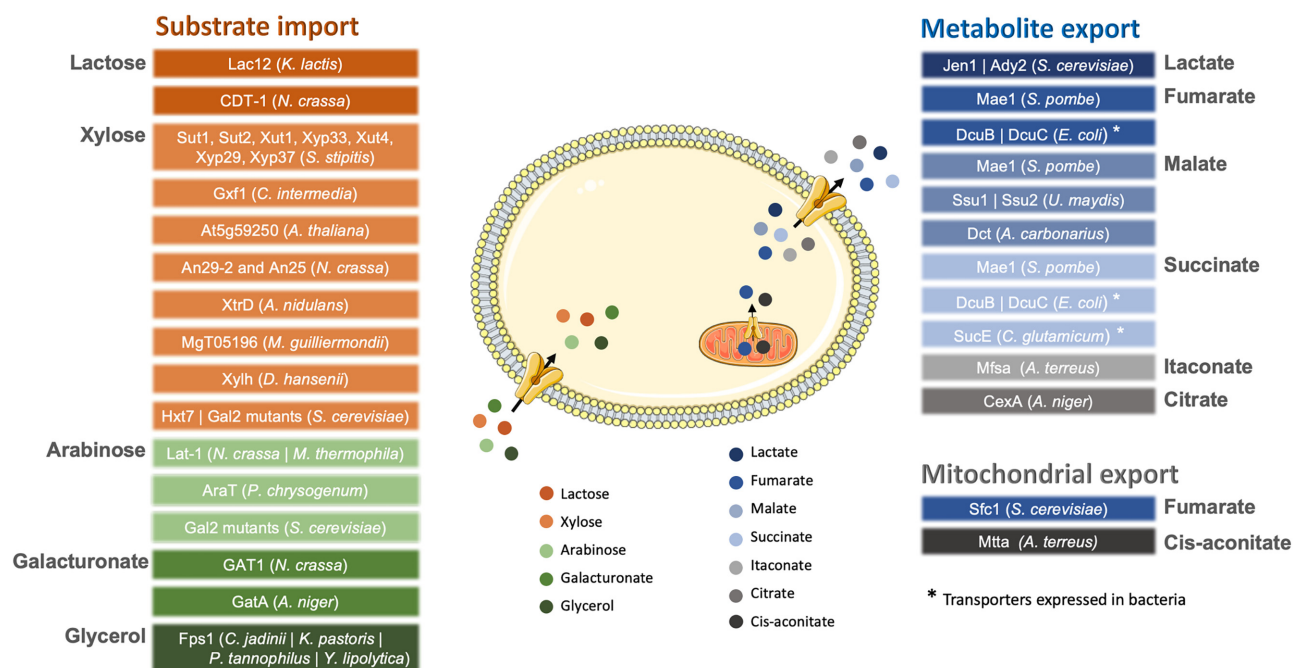 Substrate import
Lactose
Lac12 (K. lactis)
CDT-1 (N. crassa)
Xylose
Sut1, Sut2, Xut1, Xyp33, Xut4,
Xyp29, Xyp37 (S. stipitis)
Gxf1 (C. intermedia)
At5g59250 (A. thaliana)
An29-2 and An25 (N. crassa)
XtrD (A. nidulans)
MgT05196 (M. guilliermondii)
Xylh (D. hansenii)
Hxt7 | Gal2 mutants (S. cerevisiae)
Arabinose
Lat-1 (N. crassa | M. thermophila)
AraT (P. chrysogenum)
Gal2 mutants (S. cerevisiae)
Galacturonate
GAT1 (N. crassa)
GatA (A. niger)
Glycerol
Fps1 (C. jadinii | K. pastoris |
P. tannophilus | Y. lipolytica)
Lactose
Xylose
Arabinose
Galacturonate
Glycerol
Lactate
Fumarate
Malate
Succinate
Itaconate
Citrate
Cis-aconitate
Metabolite export
Jen1 | Ady2 (S. cerevisiae)
Lactate
Mae1 (S. pombe)
Fumarate
DcuB | DcuC (E. coli) *
Mae1 (S. pombe)
Malate
Ssu1 | Ssu2 (U. maydis)
Dct (A. carbonarius)
Mae1 (S. pombe)
Succinate
DcuB | DcuC (E. coli) *
SucE (C. glutamicum) *
Mfsa (A. terreus)
Itaconate
CexA (A. niger)
Citrate
Mitochondrial export
Sfc1 (S. cerevisiae)
Fumarate
Mtta (A. terreus)
Cis-aconitate
* Transporters expressed in bacteria